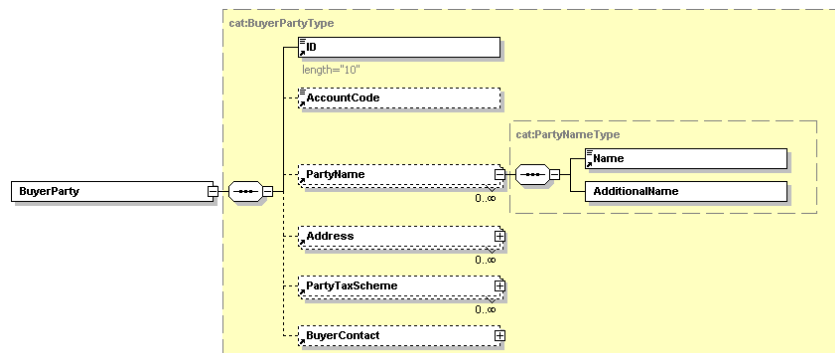 cat:BuyerPartyType
ID
length="10"
AccountCode
cat:PartyNameType
Name
BuyerParty
PartyName
AdditionalName
0..∞
Address
0..∞
PartyTaxScheme
0..∞
BuyerContact